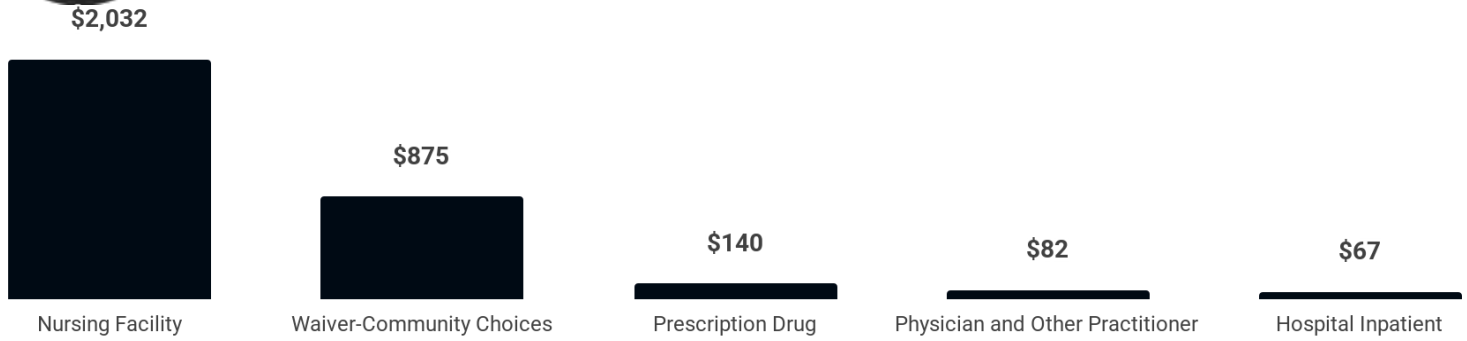 $2,032
$875
$140
$82
$67
Nursing Facility
Waiver-Community Choices
Prescription Drug
Physician and Other Practitioner
Hospital Inpatient